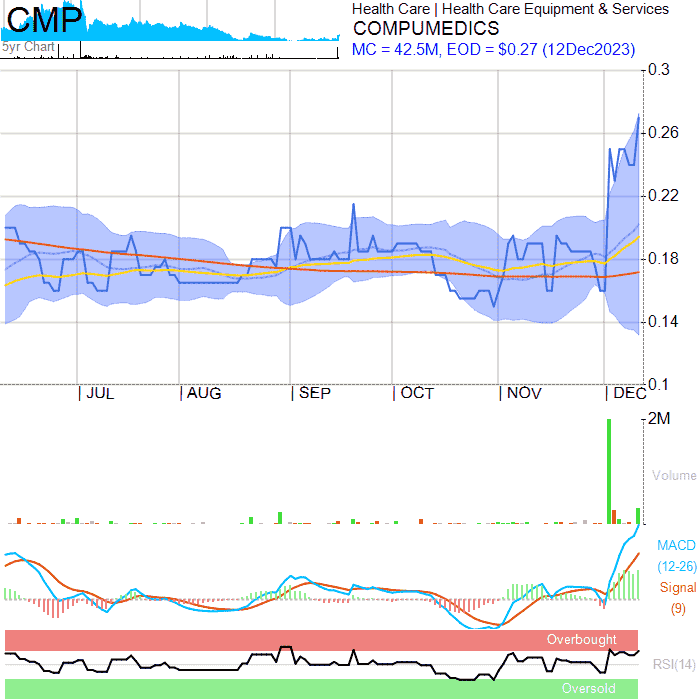 CMP
5yr Chart
Health Care | Health Care Equipment & Services
COMPUMEDICS
MC = 42.5M, EOD = $0.27 (12Dec2023)
0.3
0.26
0.22
0.18
0.14
0.1
JUL
AUG
SEP
OCT
NOV
DEC
2M
Volume
MACD
(12-26)
Signal
(9)
Overbought
RSI(14)
Oversold